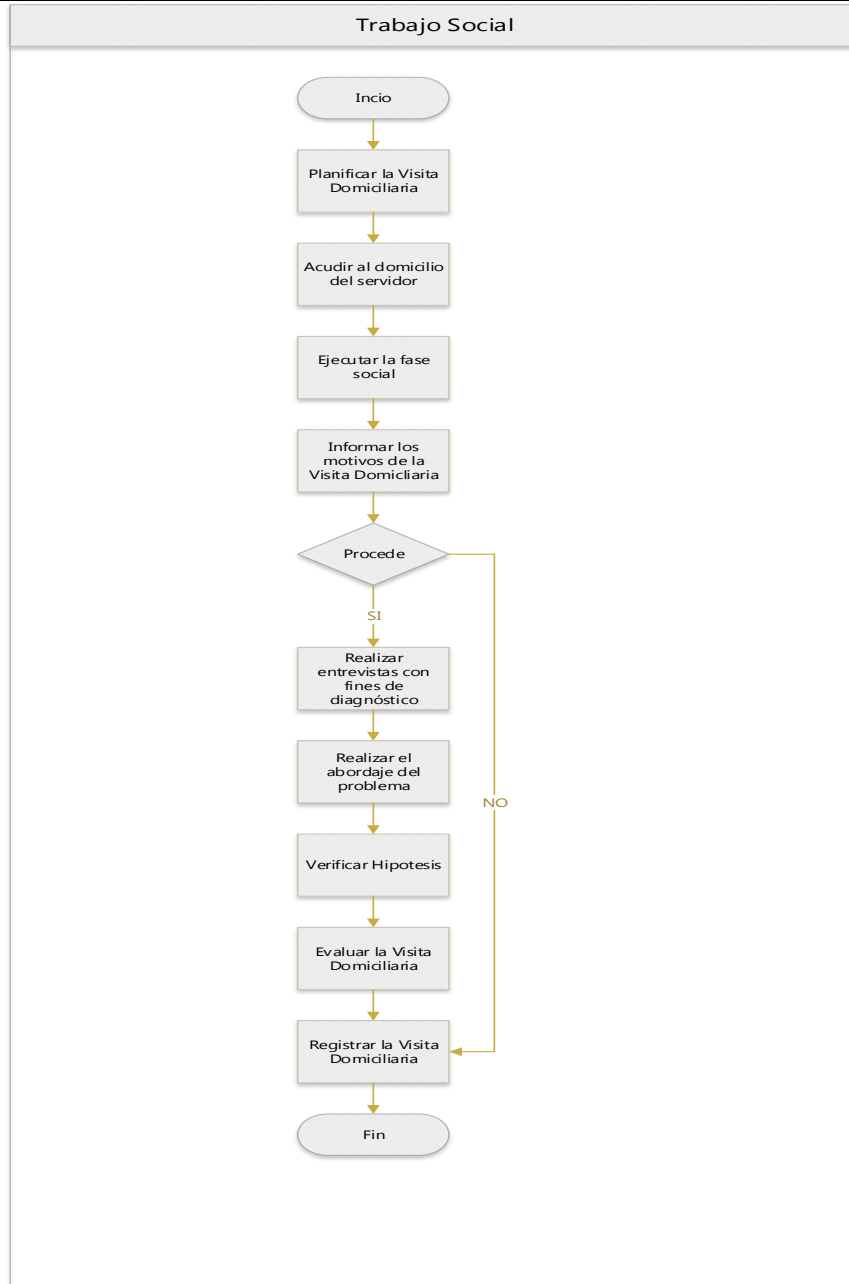 Trabajo Social
Incio
Planificar la Visita
Domiciliaria
Acudir al domicilio
del servidor
Ejecutar la fase
social
Informar los
motivos de la
Visita Domicliaria
Procede
SI
Realizar
entrevistas con
fines de
diagnóstico
Realizar el
abordaje del
problema
NO
Verificar Hipotesis
Evaluar la Visita
Domiciliaria
Registrar la Visita
Domiciliaria
Fin